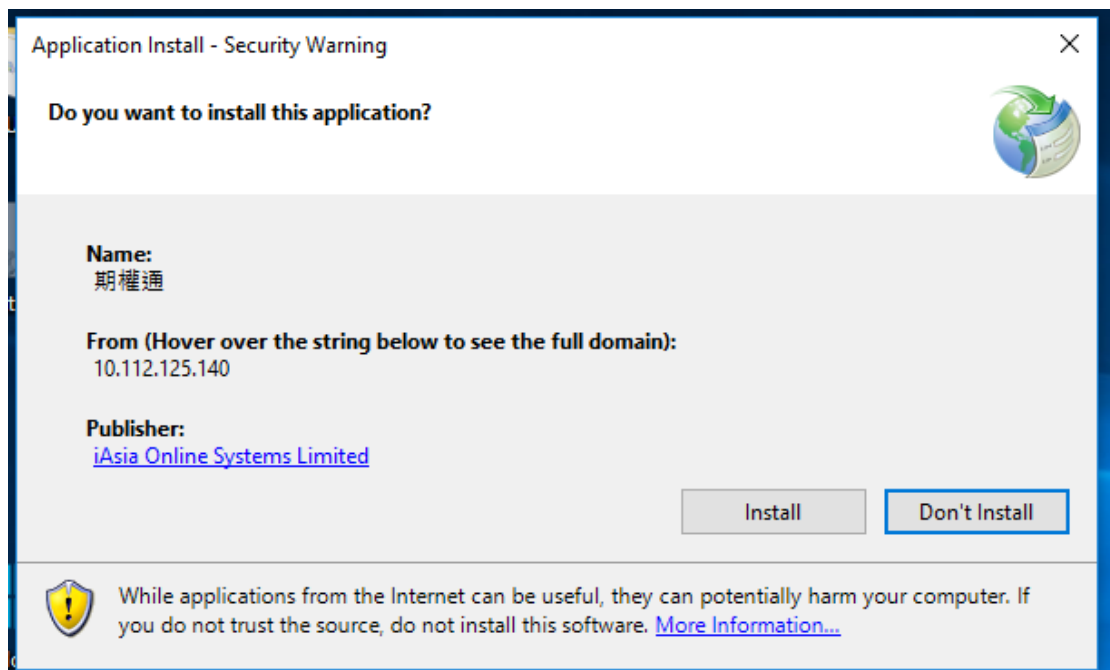 Application Install - Security Warning
Do you want to install this application?
Name:
期權通
From (Hover over the string below to see the full domain):
10.112.125.140
Publisher:
iAsia Online Systems Limited
Install
Don't Install
While applications from the Internet can be useful, they can potentially harm your computer. If
you do not trust the source, do not install this software. More Information...